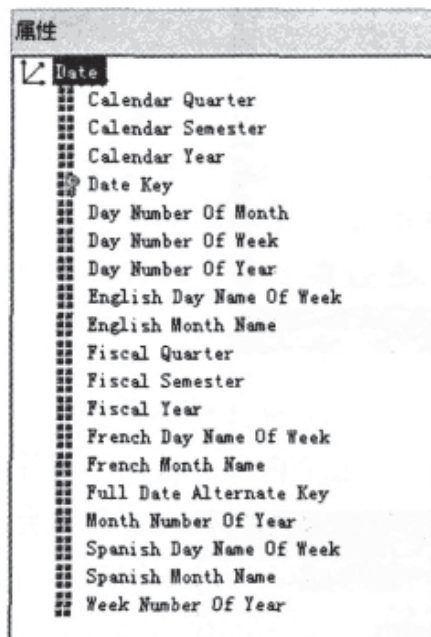 属性
Date
Calendar Quarter
Calendar Semester
Calendar Year
Date Key
Day Number Of Month
Day Number Of Week
Day Number Of Year
English Day Name Of Week
English Month Name
Fiscal Quarter
Fiscal Semester
Fiscal Year
French Day Name Of Week
French Month Name
Full Date Alternate Key
Month Number Of Year
Spanish Day Name Of Week
Spanish Month Name
Week Number Of Year